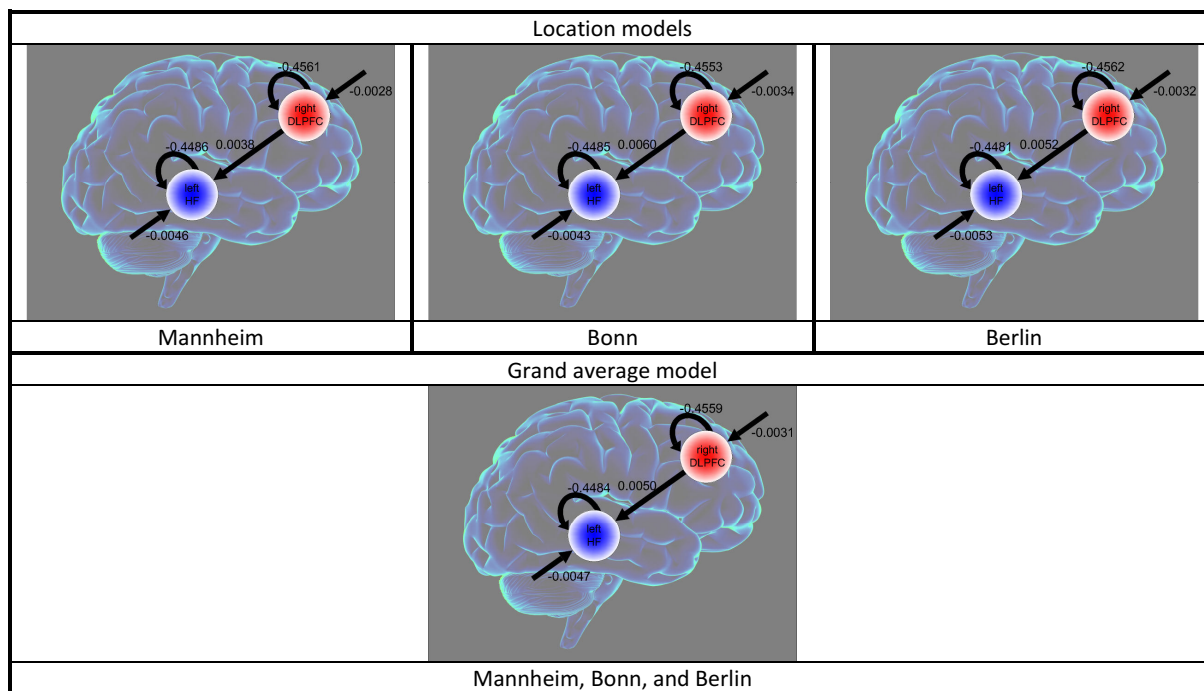 Location models
-0.4561
-0.0028
right
DLPFC
-0.4486
0.0038
left
HF
-0.0046
-0.4553
-0.0034
right
DLPFC
-0.4485
0.0060
left
HF
-0.0043
-0.4562
-0.0032
right
DLPFC
-0.4481
0.0052
left
HF
-0.0053
Mannheim
Bonn
Berlin
Grand average model
-0.4559
-0.0031
right
DLPFC
-0.4484
0.0050
left
HF
-0.0047
Mannheim, Bonn, and Berlin